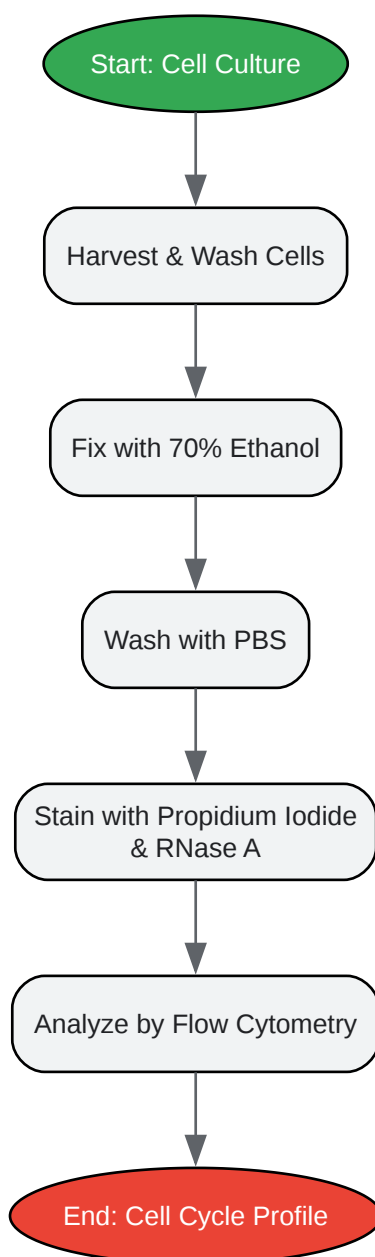 Start: Cell Culture
Harvest & Wash Cells
Fix with 70% Ethanol
Wash with PBS
Stain with Propidium Iodide
& RNase A
Analyze by Flow Cytometry
End: Cell Cycle Profile